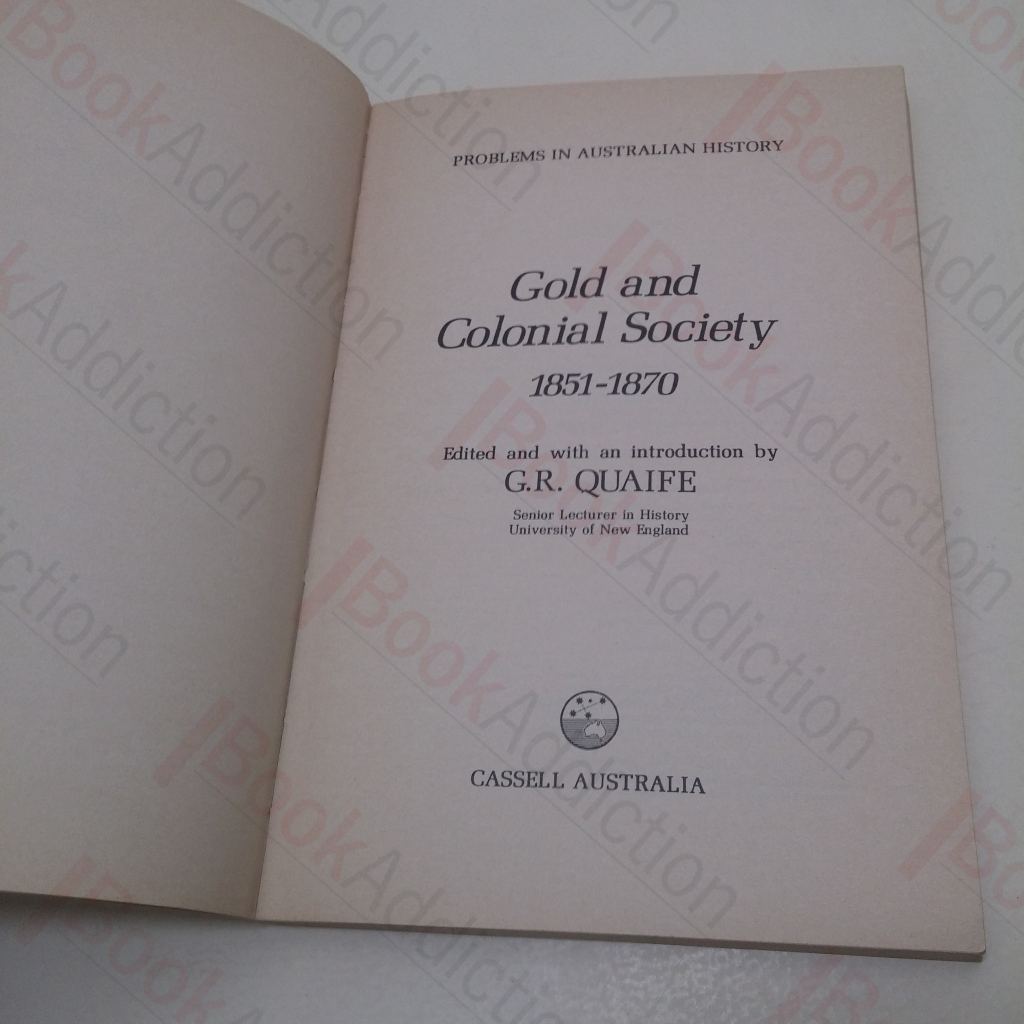 PROBLEMS IN AUSTRALIAN HISTORY
Gold and
Colonial Society
1851-1870
Edited and with an introduction by
G.R. QUAIFE
Senior Lecturer in History
University of New England
CASSELL AUSTRALIA
BookAddiction